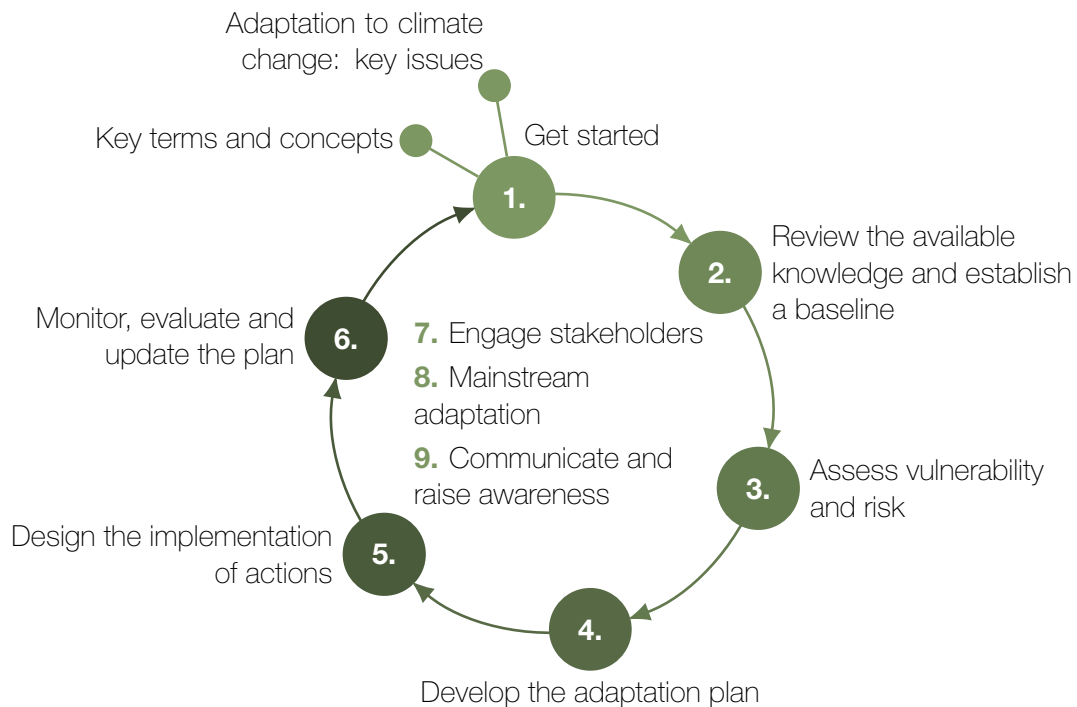 Adaptation to climate
change: key issues
Key terms and concepts
Get started
1.
2.
Review the available
knowledge and establish
a baseline
3.
Assess vulnerability
and risk
4.
Develop the adaptation plan
5.
Design the implementation
of actions
6.
Monitor, evaluate and
update the plan
7. Engage stakeholders
8. Mainstream
adaptation
9. Communicate and
raise awareness